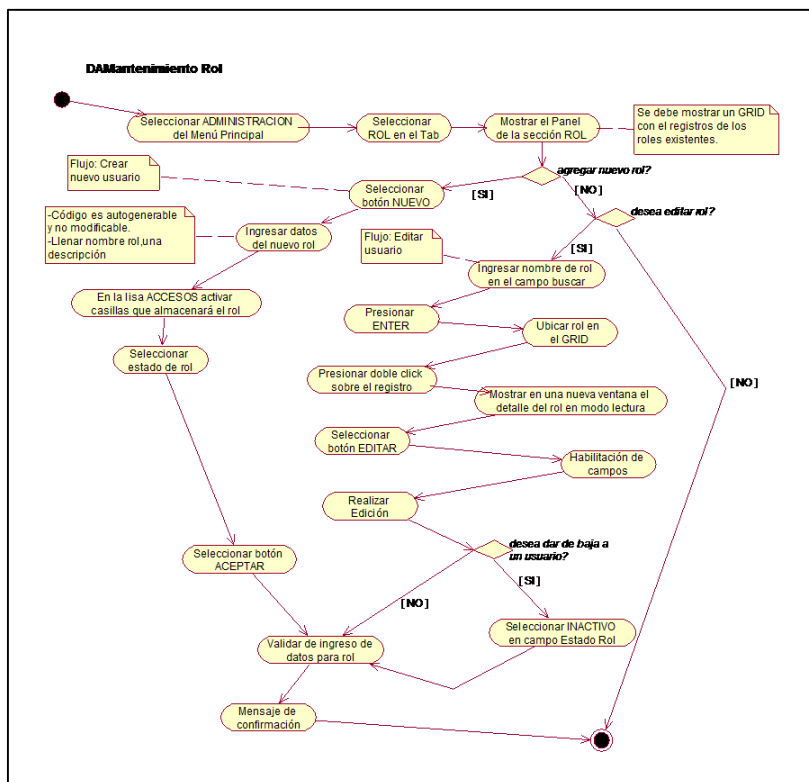 DAMantenimiento Rol
Seleccionar ADMINISTRACION
del Menú Principal
Seleccionar
ROL en el Tab
Mostrar el Panel
de la sección ROL
Se debe mostrar un GRID
con el registros de los
roles existentes.
Flujo: Crear
nuevo usuario
agregar nuevo rol?
[ SI ]
[ NO ]
Seleccionar
botón NUEVO
desea editar rol?
-Código es autogenerable
y no modificable.
-Llenar nombre rol,una
descripción
Ingresar datos
del nuevo rol
Flujo: Editar
usuario
[ SI ]
Ingresar nombre de rol
en el campo buscar
En la lisa ACCESOS activar
casillas que almacenará el rol
Presionar
ENTER
Ubicar rol en
el GRID
Seleccionar
estado de rol
Presionar doble click
sobre el registro
[ NO ]
Mostrar en una nueva ventana el
detalle del rol en modo lectura
Seleccionar
botón EDITAR
Habilitación de
campos
Realizar
Edición
desea dar de baja a
un usuario?
Seleccionar botón
ACEPTAR
[ SI ]
[ NO ]
Seleccionar INACTIVO
en campo Estado Rol
Validar de ingreso de
datos para rol
Mensaje de
confirmación